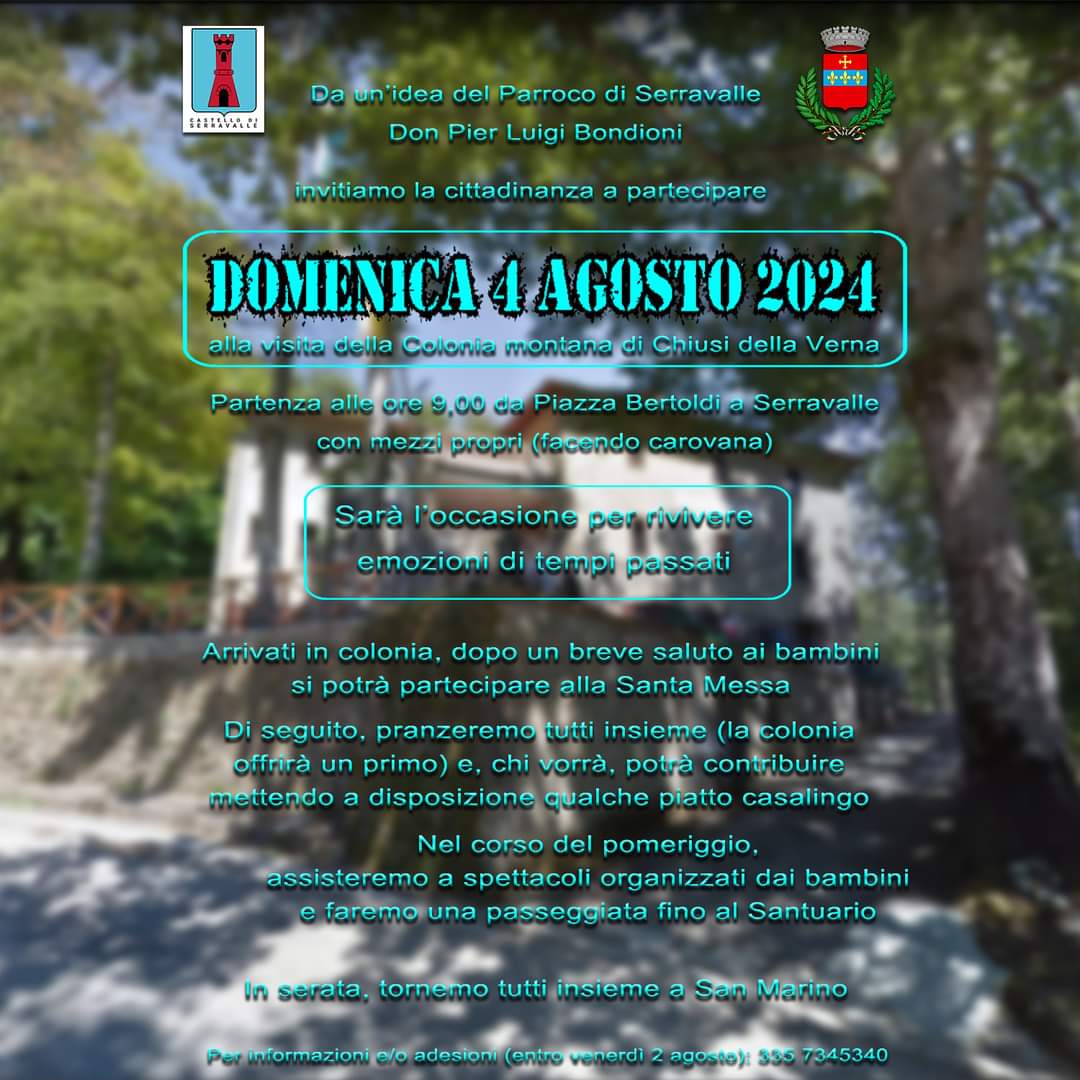 CASTELLO DI
SERRAVALLE
Da un'idea del Parroco di Serravalle
Don Pier Luigi Bondioni
invitiamo la cittadinanza a partecipare
DOMENICA 4 AGOSTO 2024
alla visita della Colonia montana di Chiusi della Verna
Partenza alle ore 9,00 da Piazza Bertoldi a Serravalle
con mezzi propri (facendo carovana)
Sarà l'occasione per rivivere
emozioni di tempi passati
Arrivati in colonia, dopo un breve saluto ai bambini
si potrà partecipare alla Santa Messa
Di seguito, pranzeremo tutti insieme (la colonia
offrirà un primo) e, chi vorrà, potrà contribuire
mettendo a disposizione qualche piatto casalingo
Nel corso del pomeriggio,
assisteremo a spettacoli organizzati dai bambini
e faremo una passeggiata fino al Santuario
In serata, tornemo tutti insieme a San Marino
Per informazioni e/o adesioni (entro venerdì 2 agosto): 335 7345340